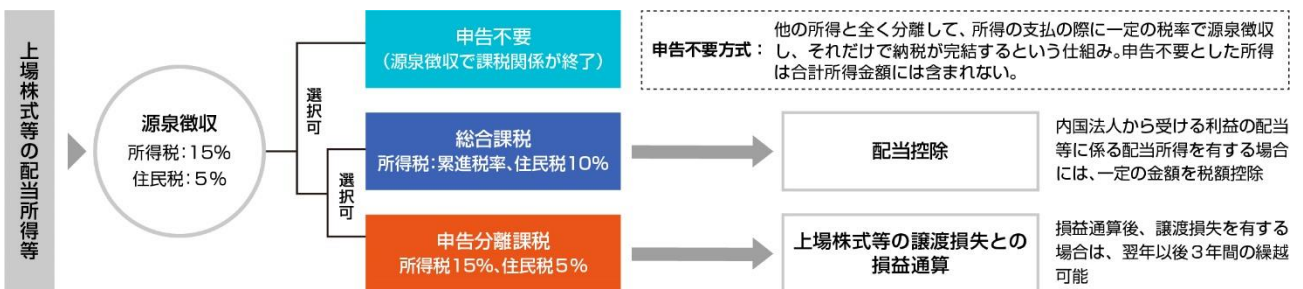 上場株式等の配当所得等
源泉徴収
所得税：15%
住民税：5%
選択可
選択可
申告不要
（源泉徴収で課税関係が終了）
申告不要方式：
他の所得と全く分離して、所得の支払の際に一定の税率で源泉徴収
し、それだけで納税が完結するという仕組み。申告不要とした所得
は合計所得金額には含まれない。
総合課税
所得税：累進税率、住民税10%
配当控除
内国法人から受ける利益の配当
等に係る配当所得を有する場合
には、一定の金額を税額控除
申告分離課税
所得税15%、住民税5%
上場株式等の譲渡損失との
損益通算
損益通算後、譲渡損失を有する
場合は、翌年以後３年間の繰越
可能